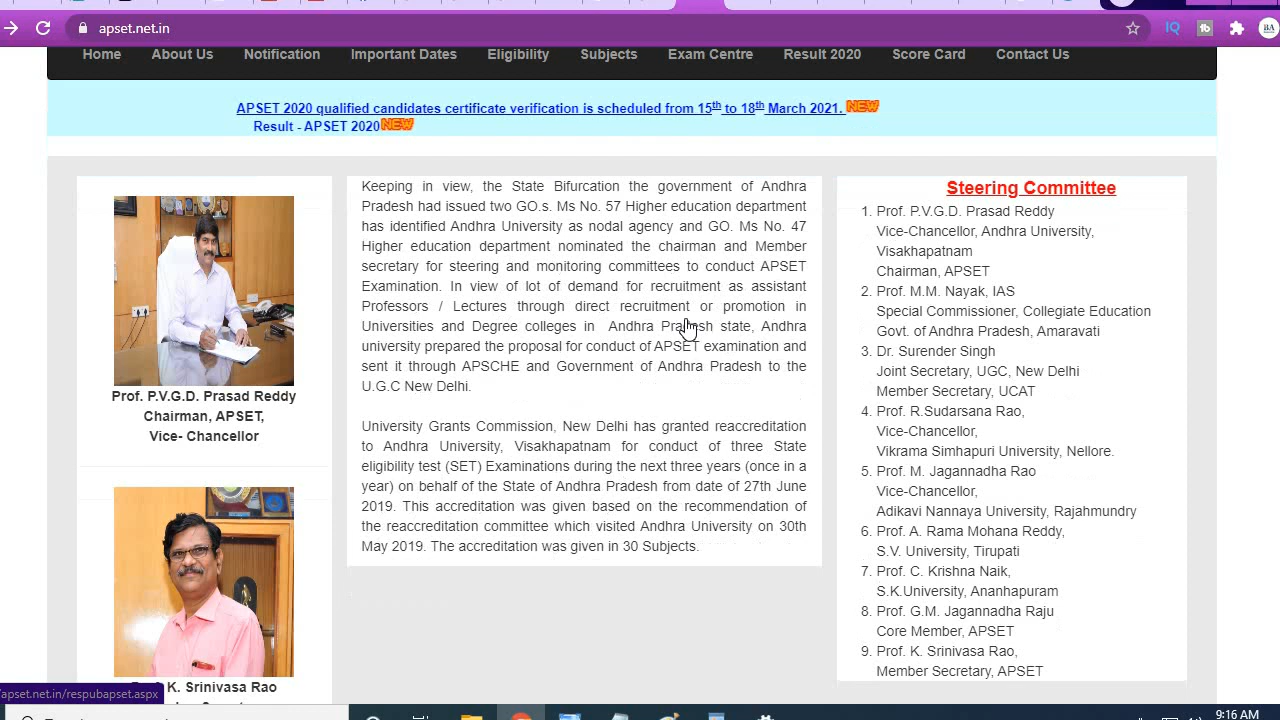 apset.net.in
IQ
BA
Home About Us Notification Important Dates Eligibility Subjects Exam Centre Result 2020 Score Card Contact Us
APSET 2020 qualified candidates certificate verification is scheduled from 15th to 18th March 2021. NEW
Result - APSET 2020 NEW
Prof. P.V.G.D. Prasad Reddy
Chairman, APSET,
Vice- Chancellor
K. Srinivasa Rao
Keeping in view, the State Bifurcation the government of Andhra
Pradesh had issued two GO s. Ms No. 57 Higher education department
has identified Andhra University as nodal agency and GO. Ms No. 47
Higher education department nominated the chairman and Member
secretary for steering and monitoring committees to conduct APSET
Examination. In view of lot of demand for recruitment as assistant
Professors / Lectures through direct recruitment or promotion in
Universities and Degree colleges in Andhra Pradesh state, Andhra
university prepared the proposal for conduct of APSET examination and
sent it through APSCHE and Government of Andhra Pradesh to the
U.G.C New Delhi.
University Grants Commission, New Delhi has granted reaccreditation
to Andhra University, Visakhapatnam for conduct of three State
eligibility test (SET) Examinations during the next three years (once in a
year) on behalf of the State of Andhra Pradesh from date of 27th June
2019. This accreditation was given based on the recommendation of
the reaccreditation committee which visited Andhra University on 30th
May 2019. The accreditation was given in 30 Subjects.
Steering Committee
1. Prof. P.V.G.D. Prasad Reddy
Vice-Chancellor, Andhra University,
Visakhapatnam
Chairman, APSET
2. Prof. M.M. Nayak, IAS
Special Commissioner, Collegiate Education
Govt. of Andhra Pradesh, Amaravati
3. Dr. Surender Singh
Joint Secretary, UGC, New Delhi
Member Secretary, UCAT
4. Prof. R.Sudarsana Rao,
Vice-Chancellor,
Vikrama Simhapuri University, Nellore.
5. Prof. M. Jagannadha Rao
Vice-Chancellor,
Adikavi Nannaya University, Rajahmundry
6. Prof. A. Rama Mohana Reddy,
S.V. University, Tirupati
7. Prof. C. Krishna Naik,
S.K.University, Ananhapuram
8. Prof. G.M. Jagannadha Raju
Core Member, APSET
9. Prof. K. Srinivasa Rao,
Member Secretary, APSET
/apset.net.in/respubapset.aspx
9:16 AM